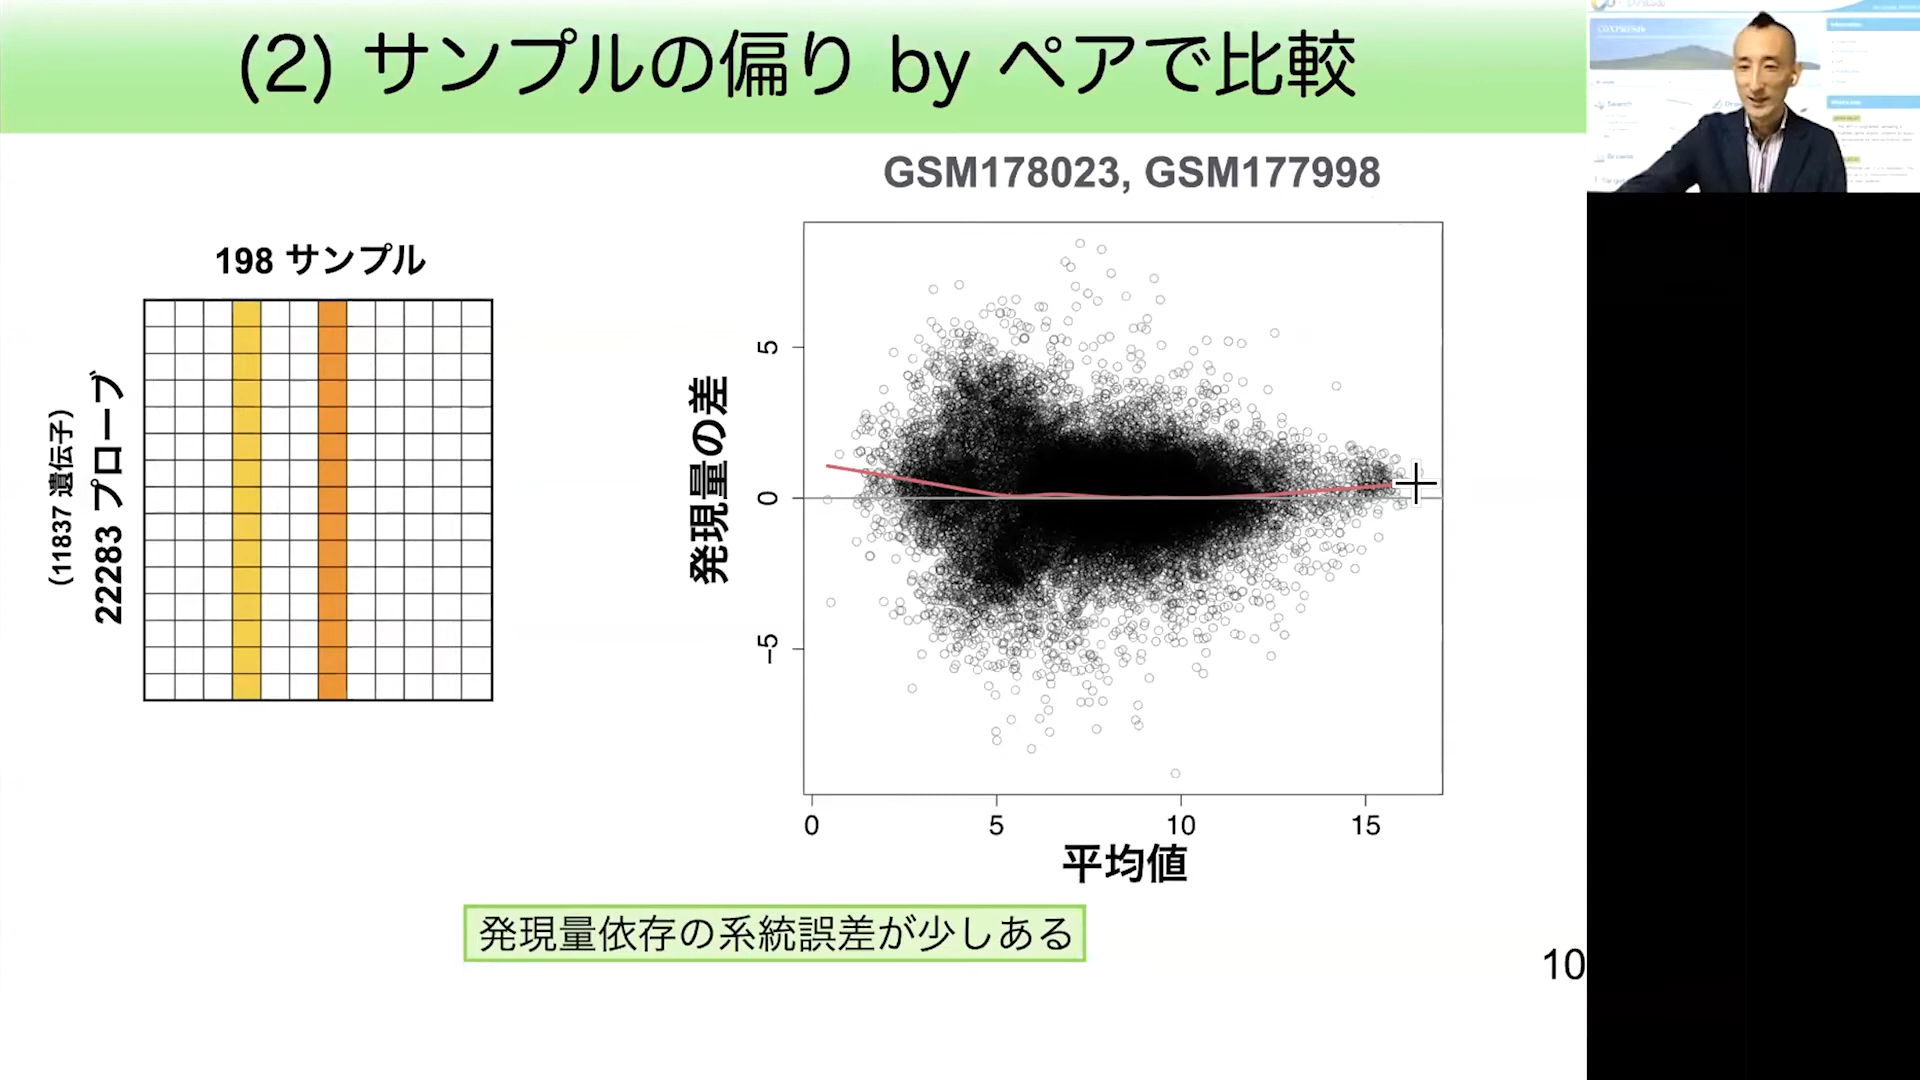 (2) サンプルの偏り by ペアで比較
GSM178023, GSM177998
198 サンプル
(11837 遺伝子)
22283 プローブ
発現量の差
5
0
−5
0
5
10
15
平均値
発現量依存の系統誤差が少しある
10
COXPRESdb
Search
Browse